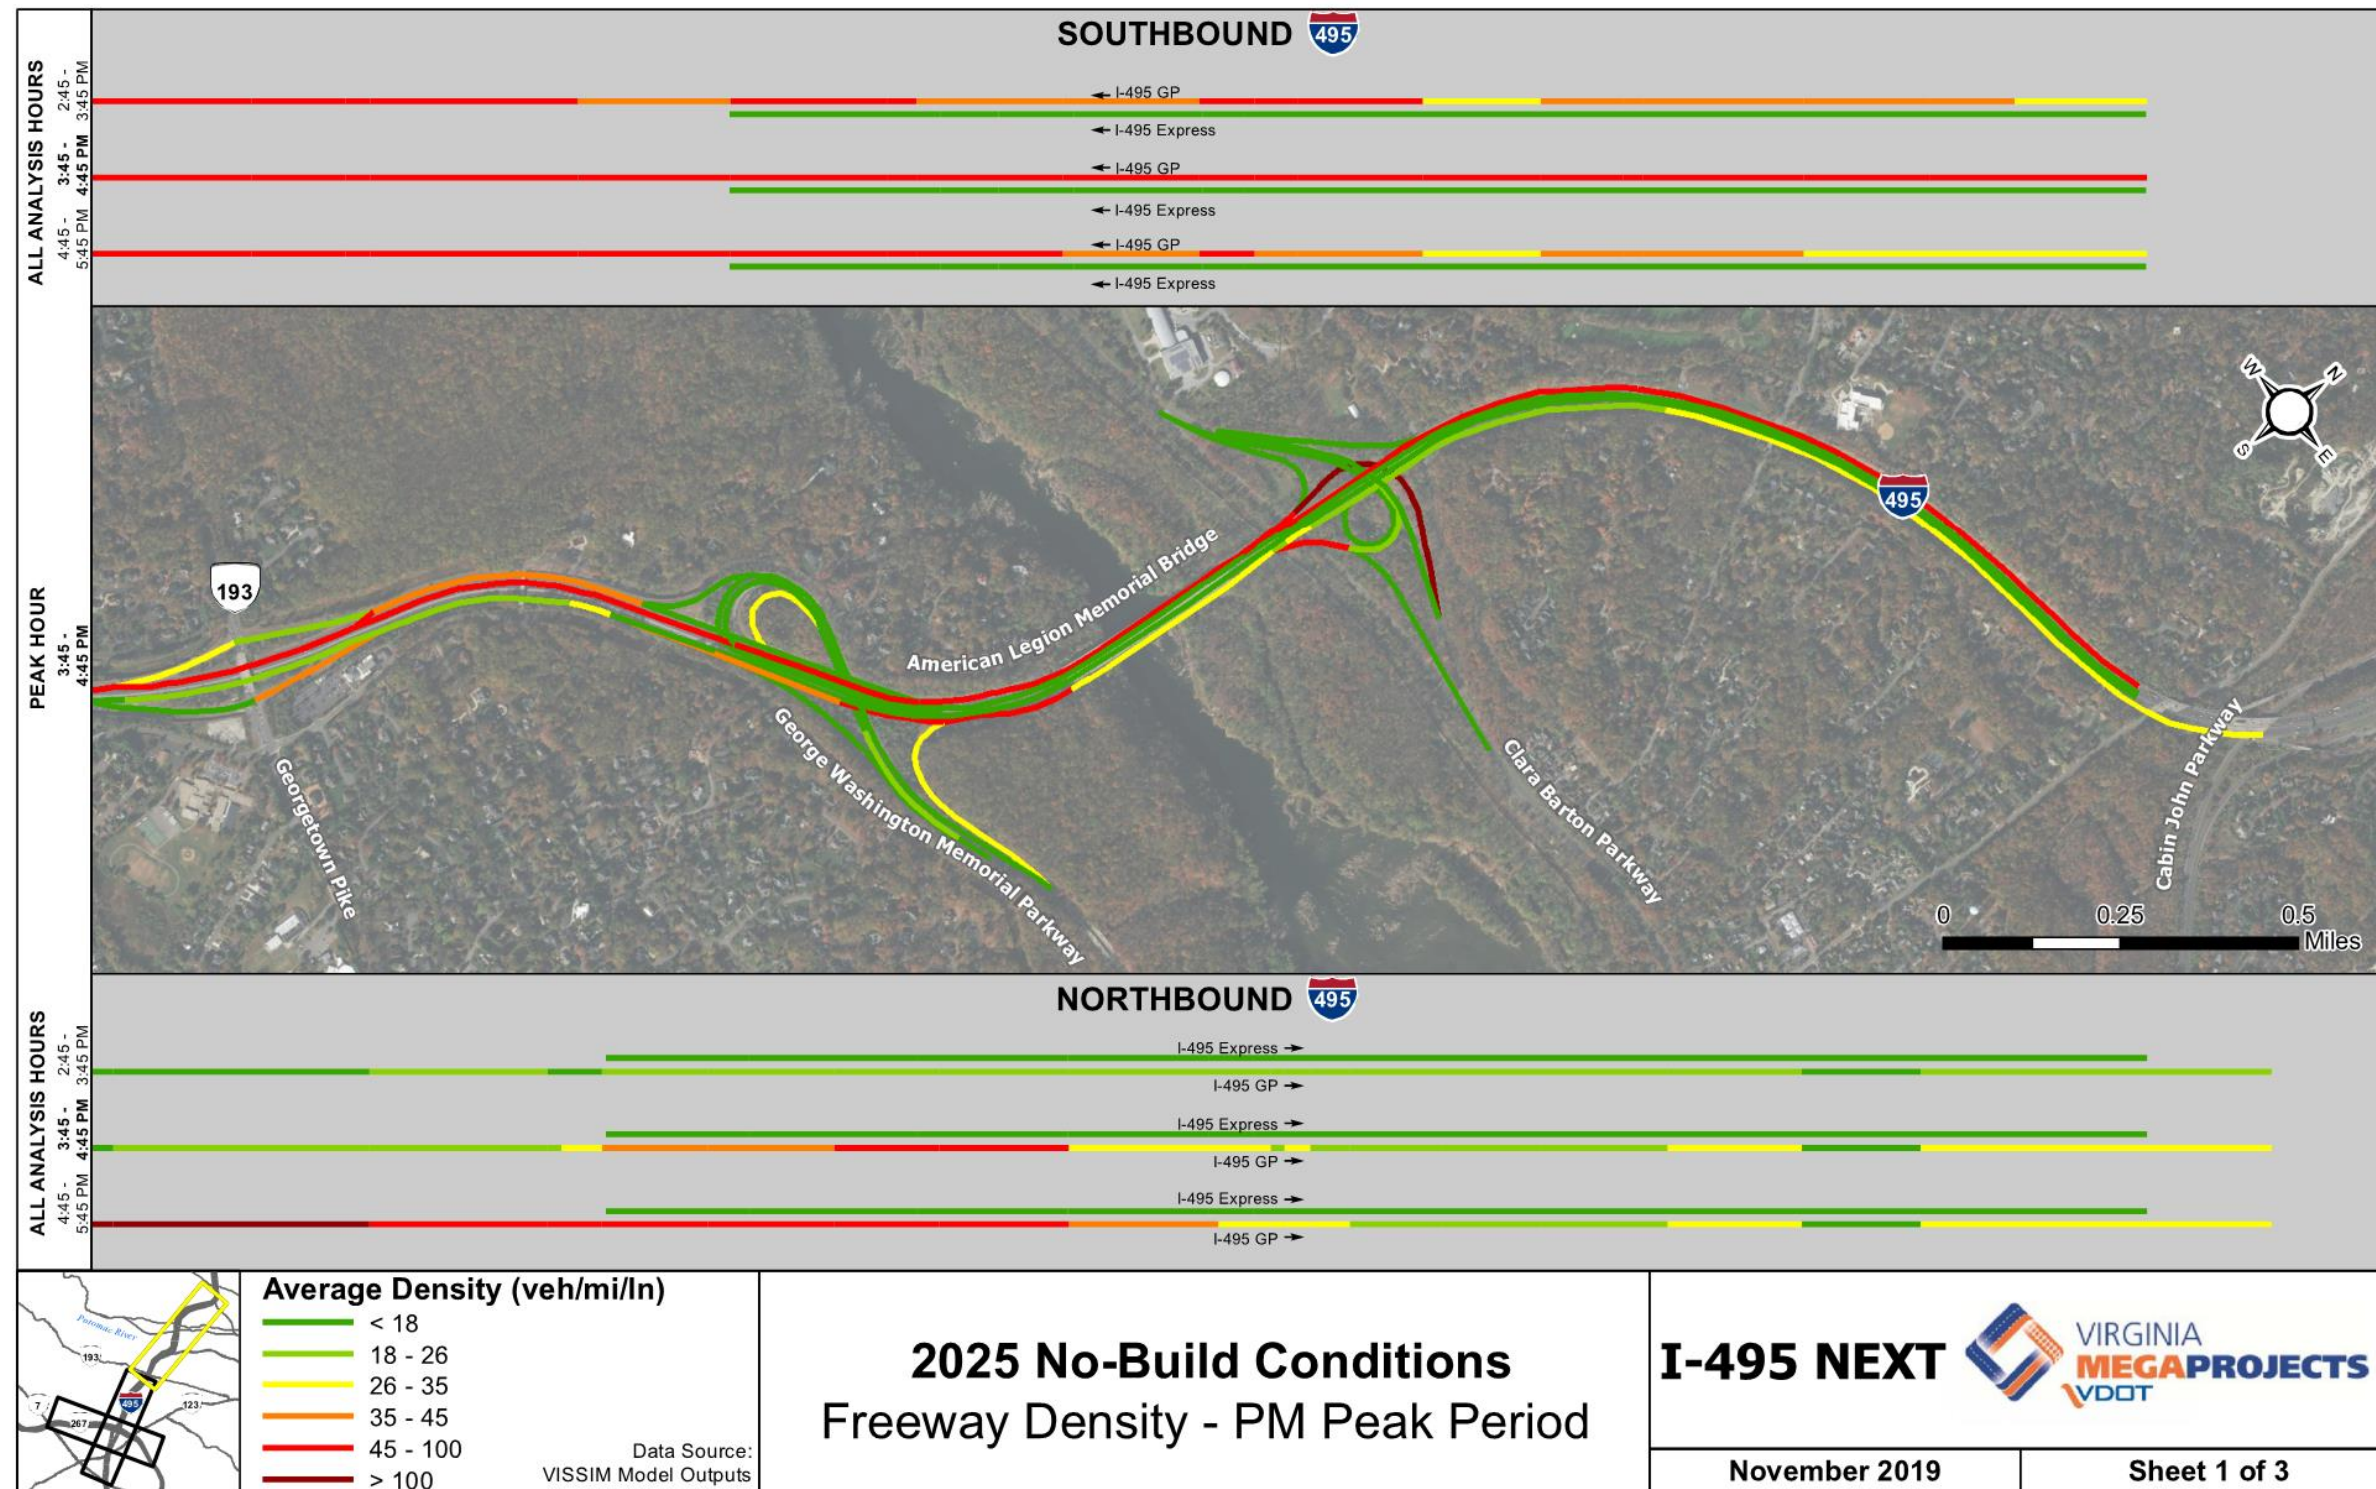 SOUTHBOUND 495
ALL ANALYSIS HOURS
2:45 -
3:45 PM
I-495 GP
I-495 Express
3:45 -
4:45 PM
I-495 GP
I-495 Express
4:45 -
5:45 PM
I-495 GP
I-495 Express
PEAK HOUR
3:45 -
4:45 PM
193
Georgetown Pike
George Washington Memorial Parkway
American Legion Memorial Bridge
Clara Barton Parkway
495
Cabin John Parkway
W
N
S
E
0
0.25
0.5
Miles
NORTHBOUND 495
ALL ANALYSIS HOURS
2:45 -
3:45 PM
I-495 Express
I-495 GP
3:45 -
4:45 PM
I-495 Express
I-495 GP
4:45 -
5:45 PM
I-495 Express
I-495 GP
Potomac River
193
495
7
267
123
Average Density (veh/mi/ln)
< 18
18 - 26
26 - 35
35 - 45
45 - 100
> 100
Data Source:
VISSIM Model Outputs
2025 No-Build Conditions
Freeway Density - PM Peak Period
I-495 NEXT
VIRGINIA
MEGAPROJECTS
VDOT
November 2019
Sheet 1 of 3